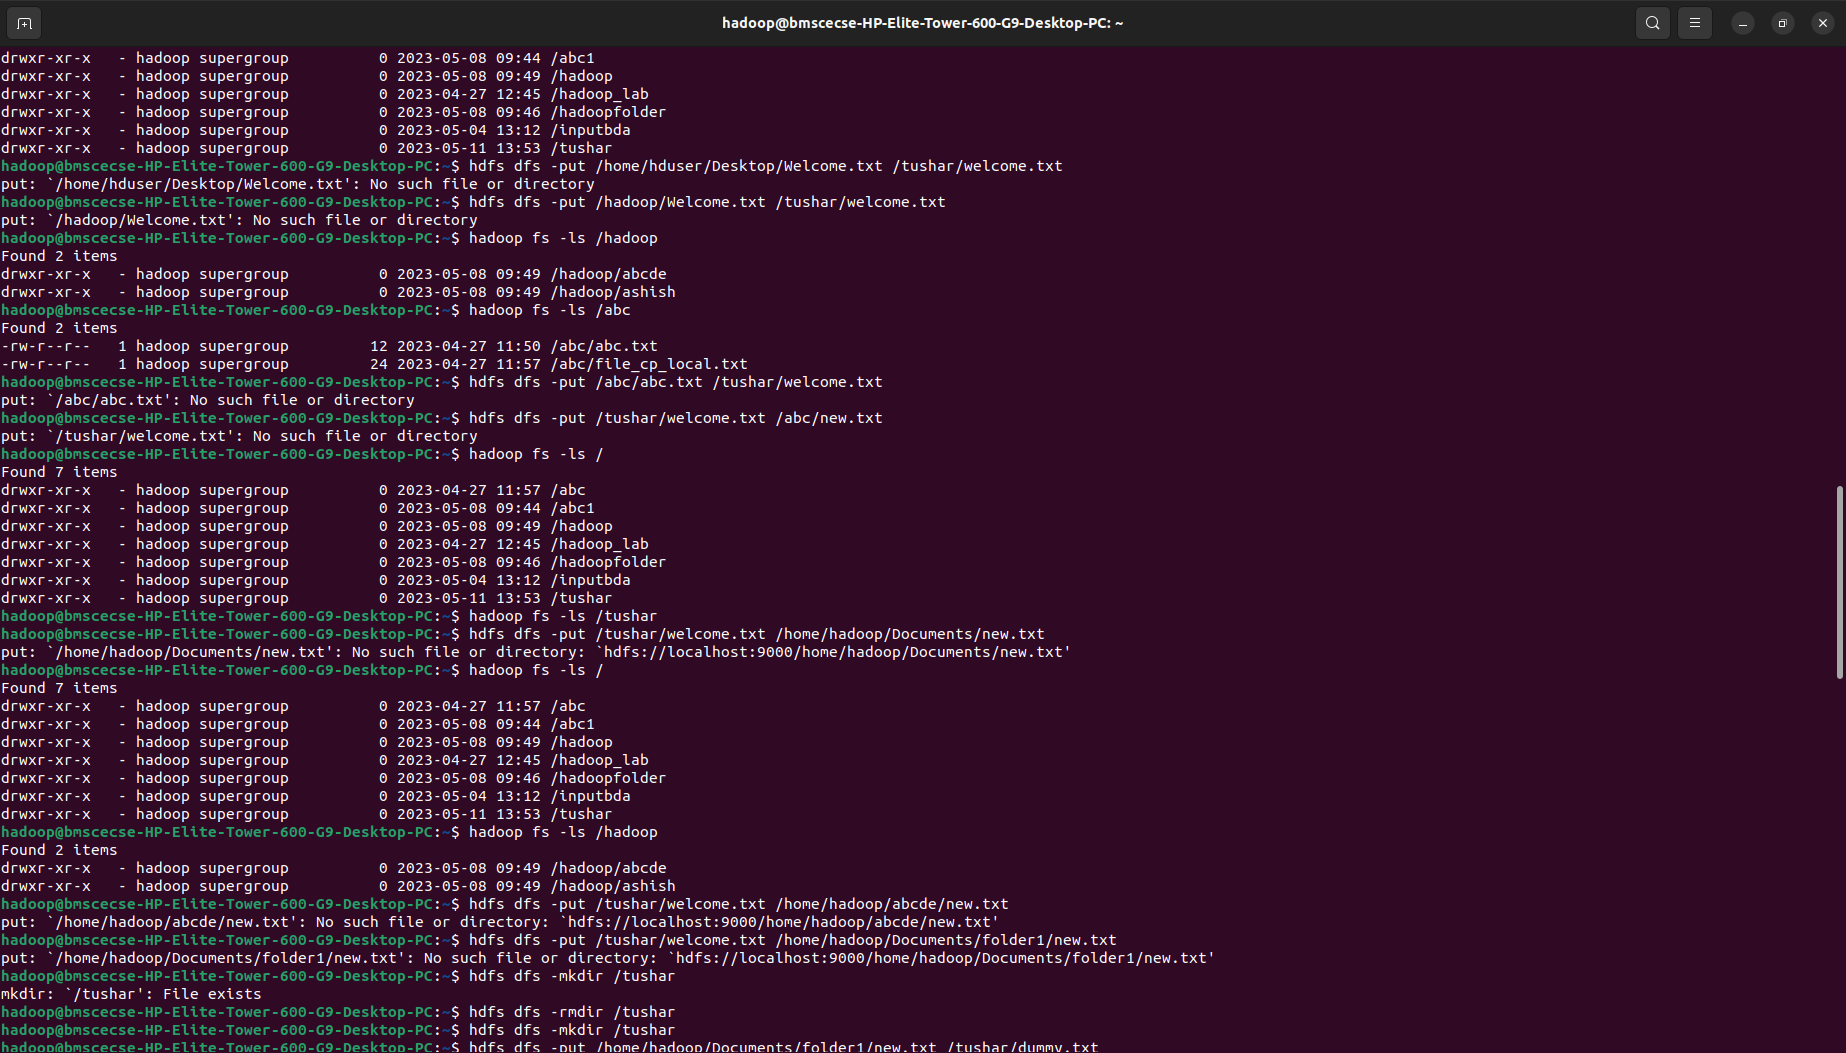 hadoop@bmscecse-HP-Elite-Tower-600-G9-Desktop-PC: ~
drwxr-xr-x   - hadoop supergroup          0 2023-05-08 09:44 /abc1
drwxr-xr-x   - hadoop supergroup          0 2023-05-08 09:49 /hadoop
drwxr-xr-x   - hadoop supergroup          0 2023-04-27 12:45 /hadoop_lab
drwxr-xr-x   - hadoop supergroup          0 2023-05-08 09:46 /hadoopfolder
drwxr-xr-x   - hadoop supergroup          0 2023-05-04 13:12 /inputbda
drwxr-xr-x   - hadoop supergroup          0 2023-05-11 13:53 /tushar
hadoop@bmscecse-HP-Elite-Tower-600-G9-Desktop-PC:~$ hdfs dfs -put /home/hduser/Desktop/Welcome.txt /tushar/welcome.txt
put: `/home/hduser/Desktop/Welcome.txt': No such file or directory
hadoop@bmscecse-HP-Elite-Tower-600-G9-Desktop-PC:~$ hdfs dfs -put /hadoop/Welcome.txt /tushar/welcome.txt
put: `/hadoop/Welcome.txt': No such file or directory
hadoop@bmscecse-HP-Elite-Tower-600-G9-Desktop-PC:~$ hadoop fs -ls /hadoop
Found 2 items
drwxr-xr-x   - hadoop supergroup          0 2023-05-08 09:49 /hadoop/abcde
drwxr-xr-x   - hadoop supergroup          0 2023-05-08 09:49 /hadoop/ashish
hadoop@bmscecse-HP-Elite-Tower-600-G9-Desktop-PC:~$ hadoop fs -ls /abc
Found 2 items
-rw-r--r--   1 hadoop supergroup         12 2023-04-27 11:50 /abc/abc.txt
-rw-r--r--   1 hadoop supergroup         24 2023-04-27 11:57 /abc/file_cp_local.txt
hadoop@bmscecse-HP-Elite-Tower-600-G9-Desktop-PC:~$ hdfs dfs -put /abc/abc.txt /tushar/welcome.txt
put: `/abc/abc.txt': No such file or directory
hadoop@bmscecse-HP-Elite-Tower-600-G9-Desktop-PC:~$ hdfs dfs -put /tushar/welcome.txt /abc/new.txt
put: `/tushar/welcome.txt': No such file or directory
hadoop@bmscecse-HP-Elite-Tower-600-G9-Desktop-PC:~$ hadoop fs -ls /
Found 7 items
drwxr-xr-x   - hadoop supergroup          0 2023-04-27 11:57 /abc
drwxr-xr-x   - hadoop supergroup          0 2023-05-08 09:44 /abc1
drwxr-xr-x   - hadoop supergroup          0 2023-05-08 09:49 /hadoop
drwxr-xr-x   - hadoop supergroup          0 2023-04-27 12:45 /hadoop_lab
drwxr-xr-x   - hadoop supergroup          0 2023-05-08 09:46 /hadoopfolder
drwxr-xr-x   - hadoop supergroup          0 2023-05-04 13:12 /inputbda
drwxr-xr-x   - hadoop supergroup          0 2023-05-11 13:53 /tushar
hadoop@bmscecse-HP-Elite-Tower-600-G9-Desktop-PC:~$ hadoop fs -ls /tushar
hadoop@bmscecse-HP-Elite-Tower-600-G9-Desktop-PC:~$ hdfs dfs -put /tushar/welcome.txt /home/hadoop/Documents/new.txt
put: `/home/hadoop/Documents/new.txt': No such file or directory: `hdfs://localhost:9000/home/hadoop/Documents/new.txt'
hadoop@bmscecse-HP-Elite-Tower-600-G9-Desktop-PC:~$ hadoop fs -ls /
Found 7 items
drwxr-xr-x   - hadoop supergroup          0 2023-04-27 11:57 /abc
drwxr-xr-x   - hadoop supergroup          0 2023-05-08 09:44 /abc1
drwxr-xr-x   - hadoop supergroup          0 2023-05-08 09:49 /hadoop
drwxr-xr-x   - hadoop supergroup          0 2023-04-27 12:45 /hadoop_lab
drwxr-xr-x   - hadoop supergroup          0 2023-05-08 09:46 /hadoopfolder
drwxr-xr-x   - hadoop supergroup          0 2023-05-04 13:12 /inputbda
drwxr-xr-x   - hadoop supergroup          0 2023-05-11 13:53 /tushar
hadoop@bmscecse-HP-Elite-Tower-600-G9-Desktop-PC:~$ hadoop fs -ls /hadoop
Found 2 items
drwxr-xr-x   - hadoop supergroup          0 2023-05-08 09:49 /hadoop/abcde
drwxr-xr-x   - hadoop supergroup          0 2023-05-08 09:49 /hadoop/ashish
hadoop@bmscecse-HP-Elite-Tower-600-G9-Desktop-PC:~$ hdfs dfs -put /tushar/welcome.txt /home/hadoop/abcde/new.txt
put: `/home/hadoop/abcde/new.txt': No such file or directory: `hdfs://localhost:9000/home/hadoop/abcde/new.txt'
hadoop@bmscecse-HP-Elite-Tower-600-G9-Desktop-PC:~$ hdfs dfs -put /tushar/welcome.txt /home/hadoop/Documents/folder1/new.txt
put: `/home/hadoop/Documents/folder1/new.txt': No such file or directory: `hdfs://localhost:9000/home/hadoop/Documents/folder1/new.txt'
hadoop@bmscecse-HP-Elite-Tower-600-G9-Desktop-PC:~$ hdfs dfs -mkdir /tushar
mkdir: `/tushar': File exists
hadoop@bmscecse-HP-Elite-Tower-600-G9-Desktop-PC:~$ hdfs dfs -rmdir /tushar
hadoop@bmscecse-HP-Elite-Tower-600-G9-Desktop-PC:~$ hdfs dfs -mkdir /tushar
hadoop@bmscecse-HP-Elite-Tower-600-G9-Desktop-PC:~$ hdfs dfs -put /home/hadoop/Documents/folder1/new.txt /tushar/dummy.txt